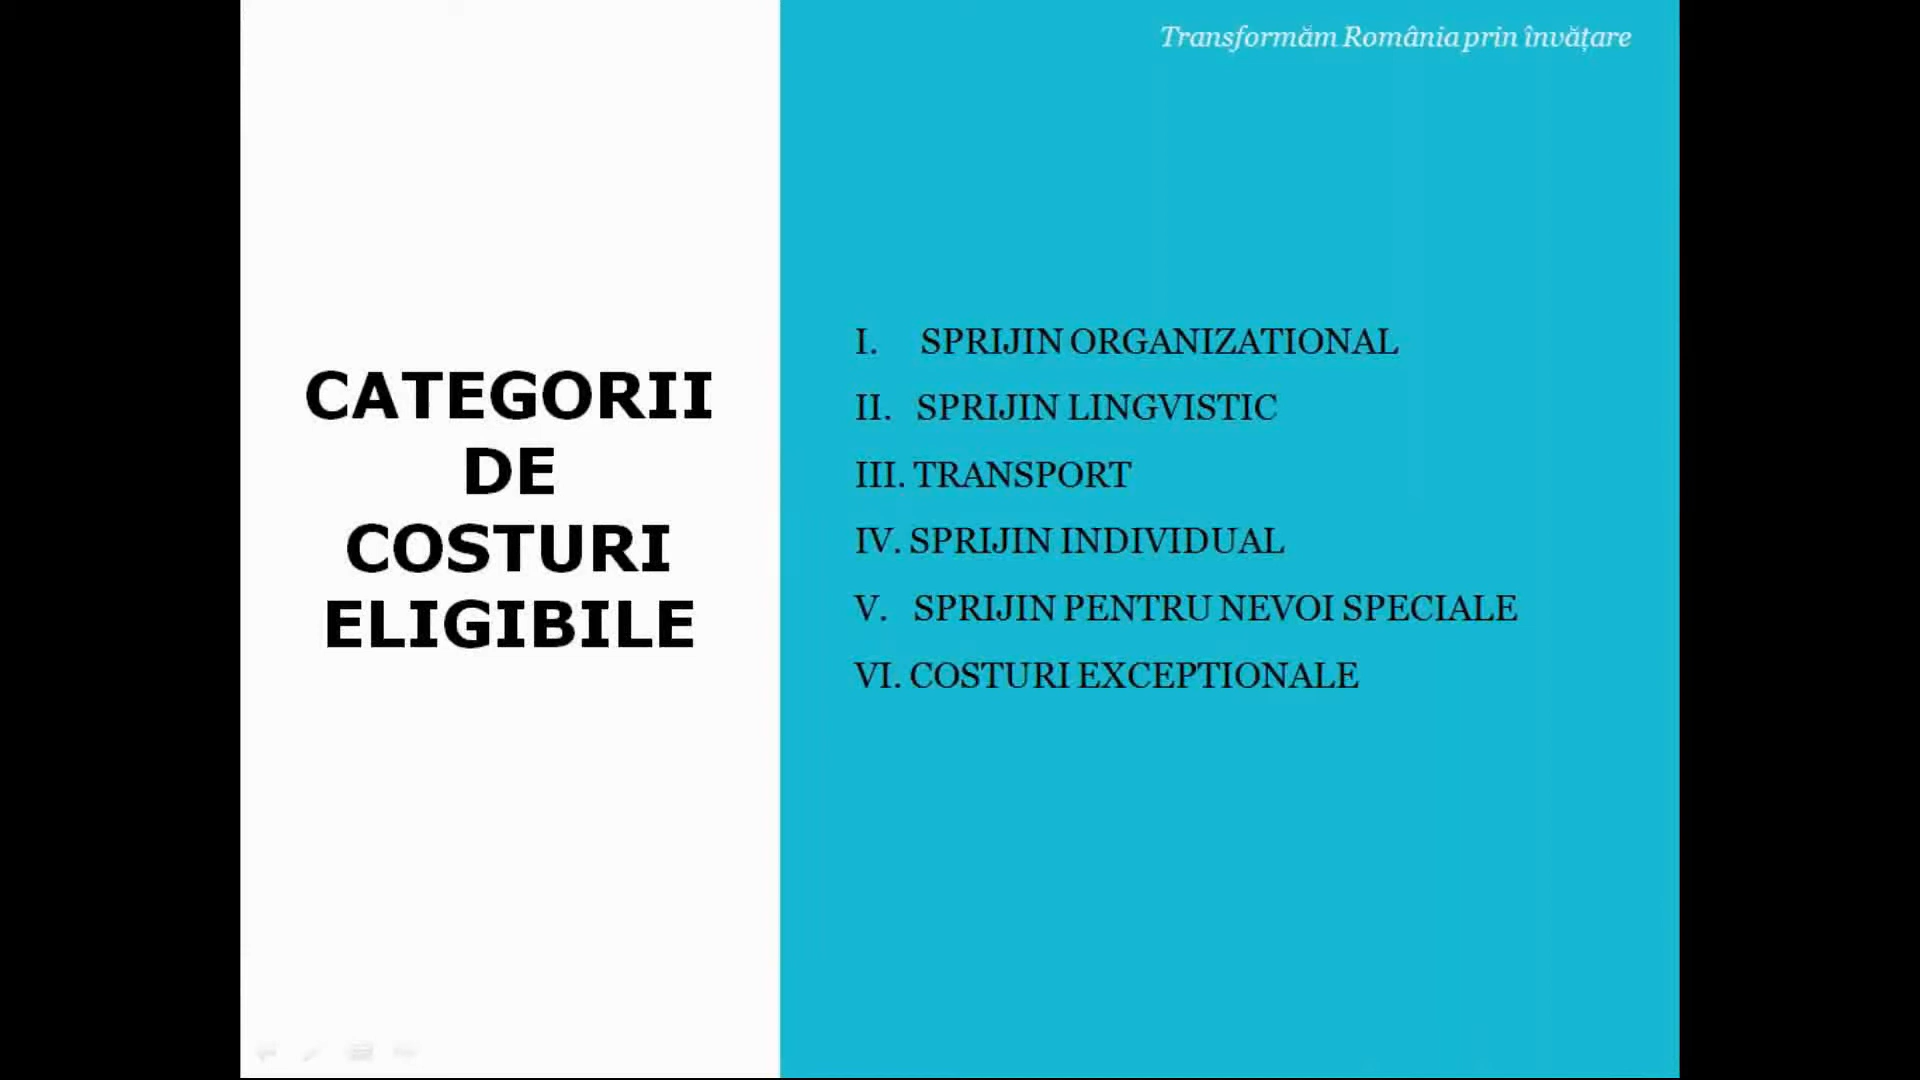 Transformăm România prin învățare
CATEGORII
DE
COSTURI
ELIGIBILE
I. SPRIJIN ORGANIZATIONAL
II. SPRIJIN LINGVISTIC
III. TRANSPORT
IV. SPRIJIN INDIVIDUAL
V. SPRIJIN PENTRU NEVOI SPECIALE
VI. COSTURI EXCEPTIONALE